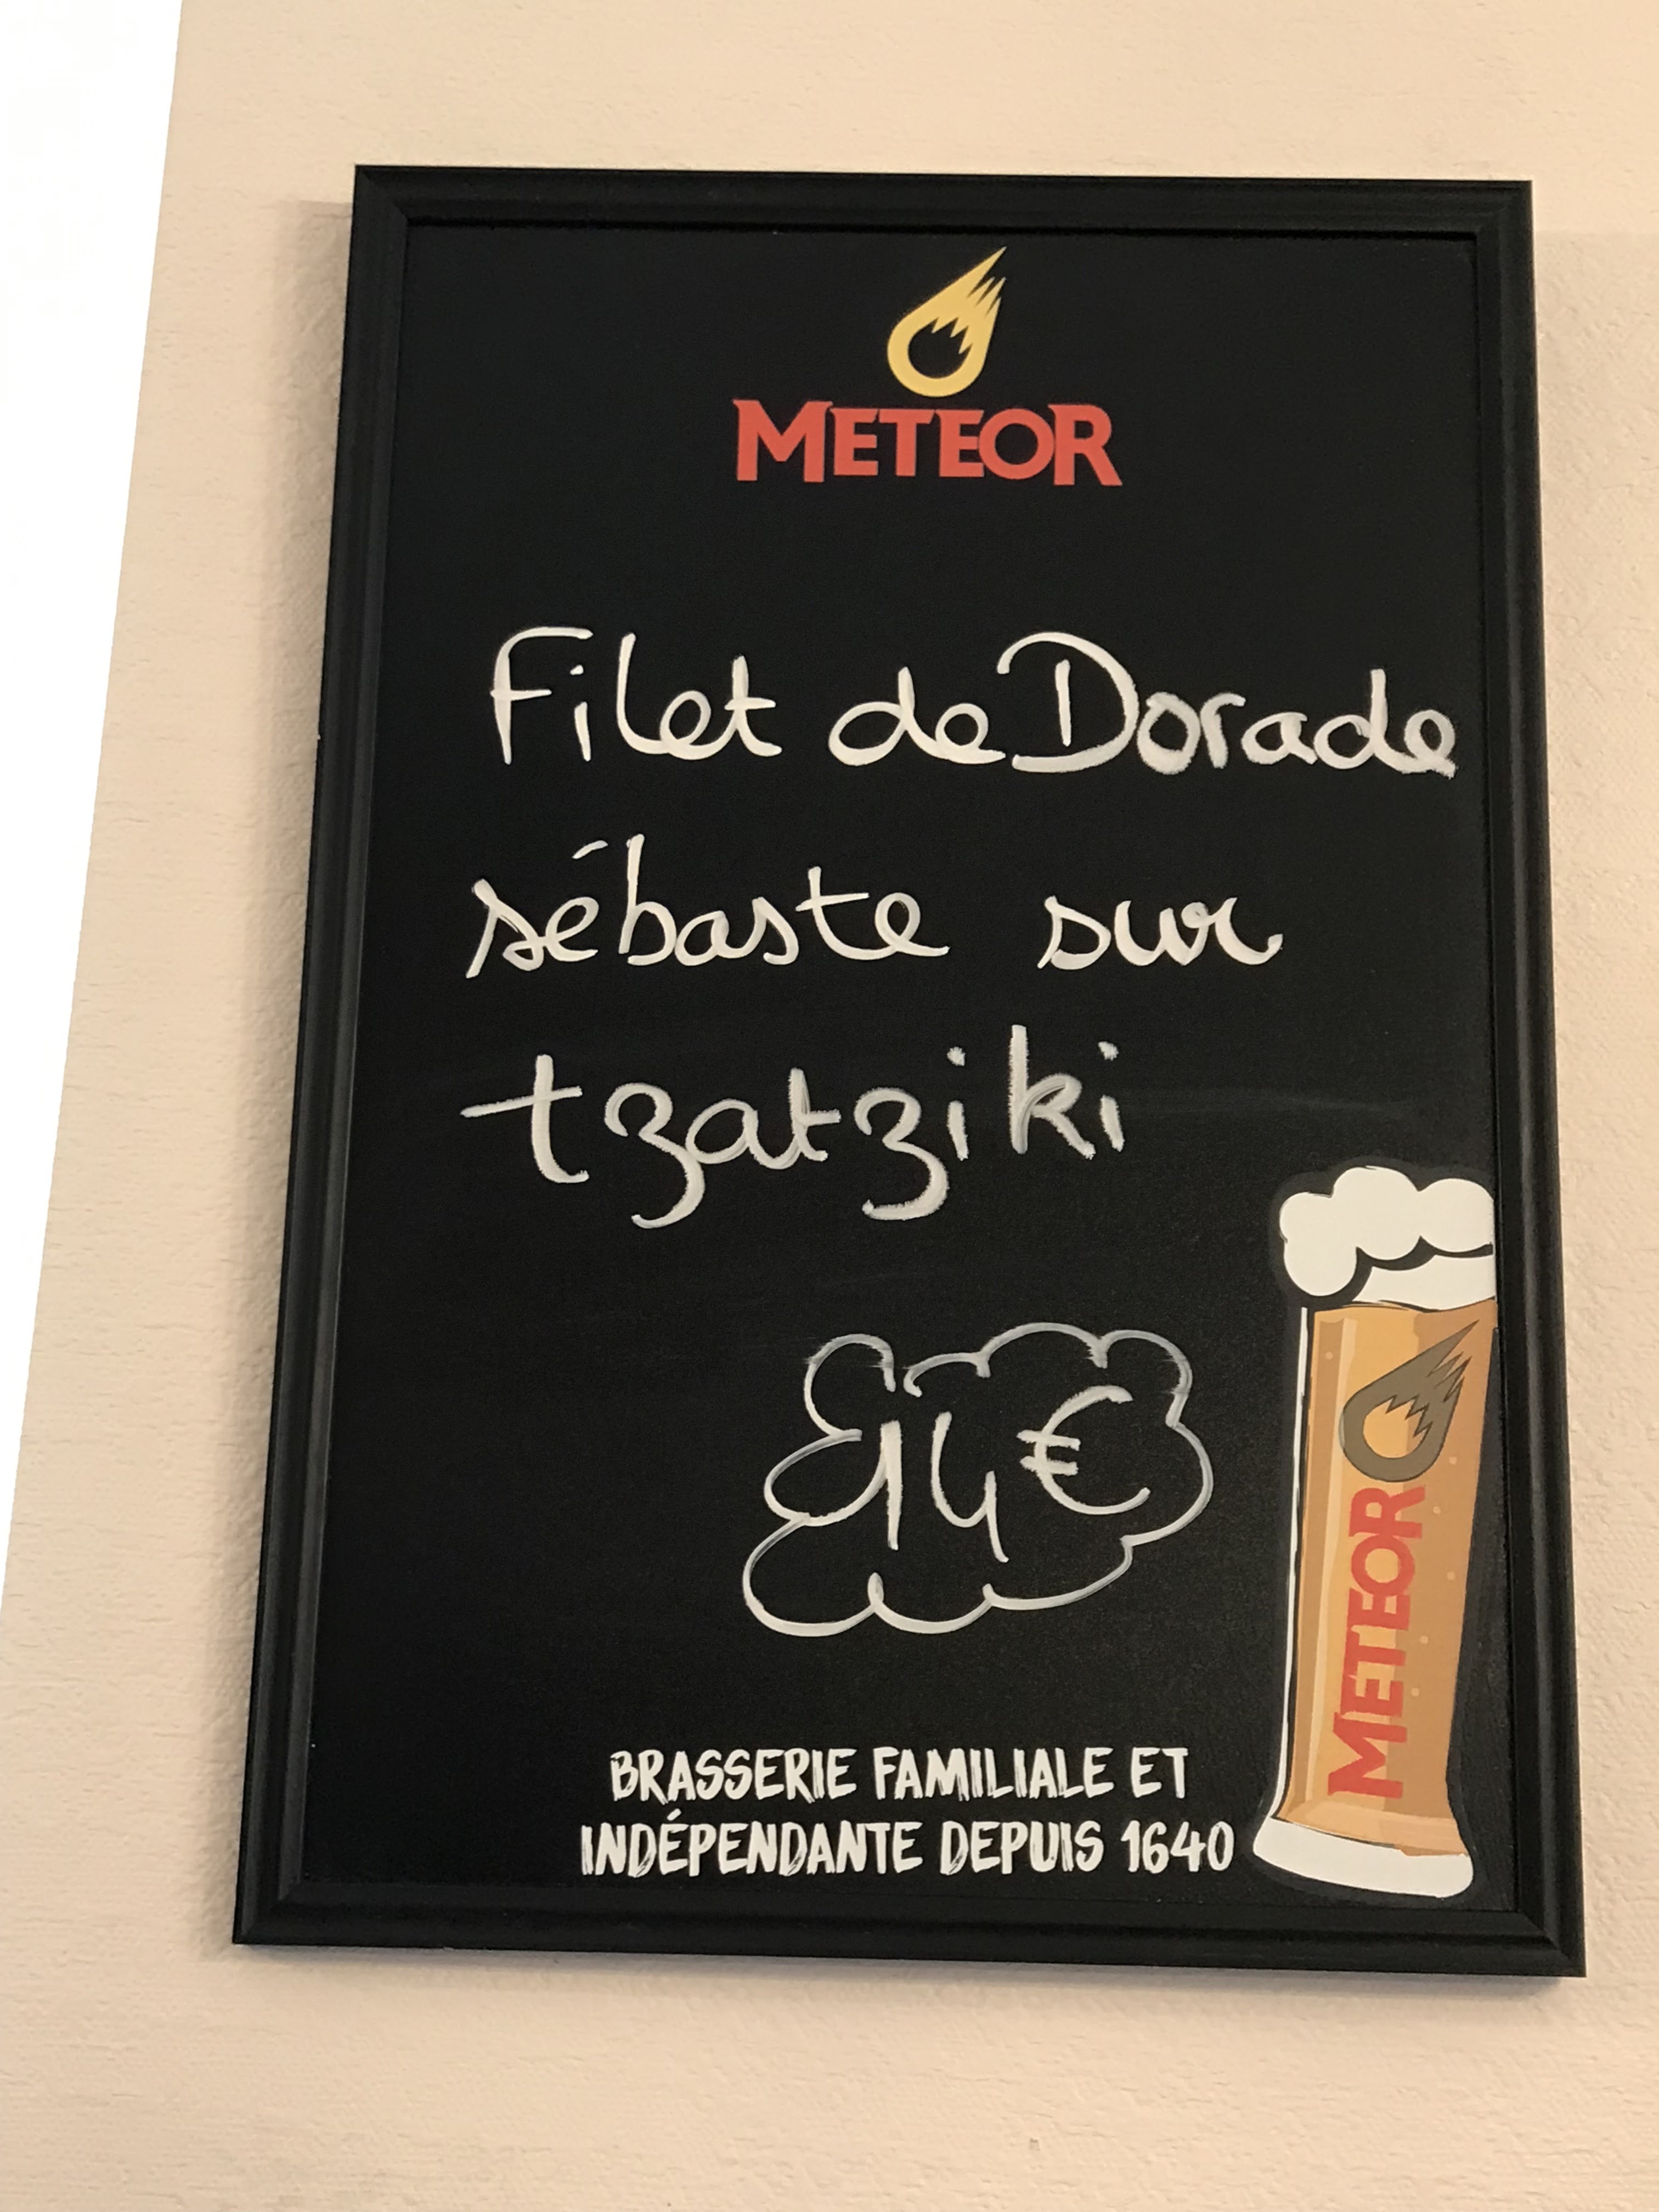 METEOR
Filet de Dorade
sébaste sur
tzatziki
14€
METEOR
BRASSERIE FAMILIALE ET
INDÉPENDANTE DEPUIS 1640